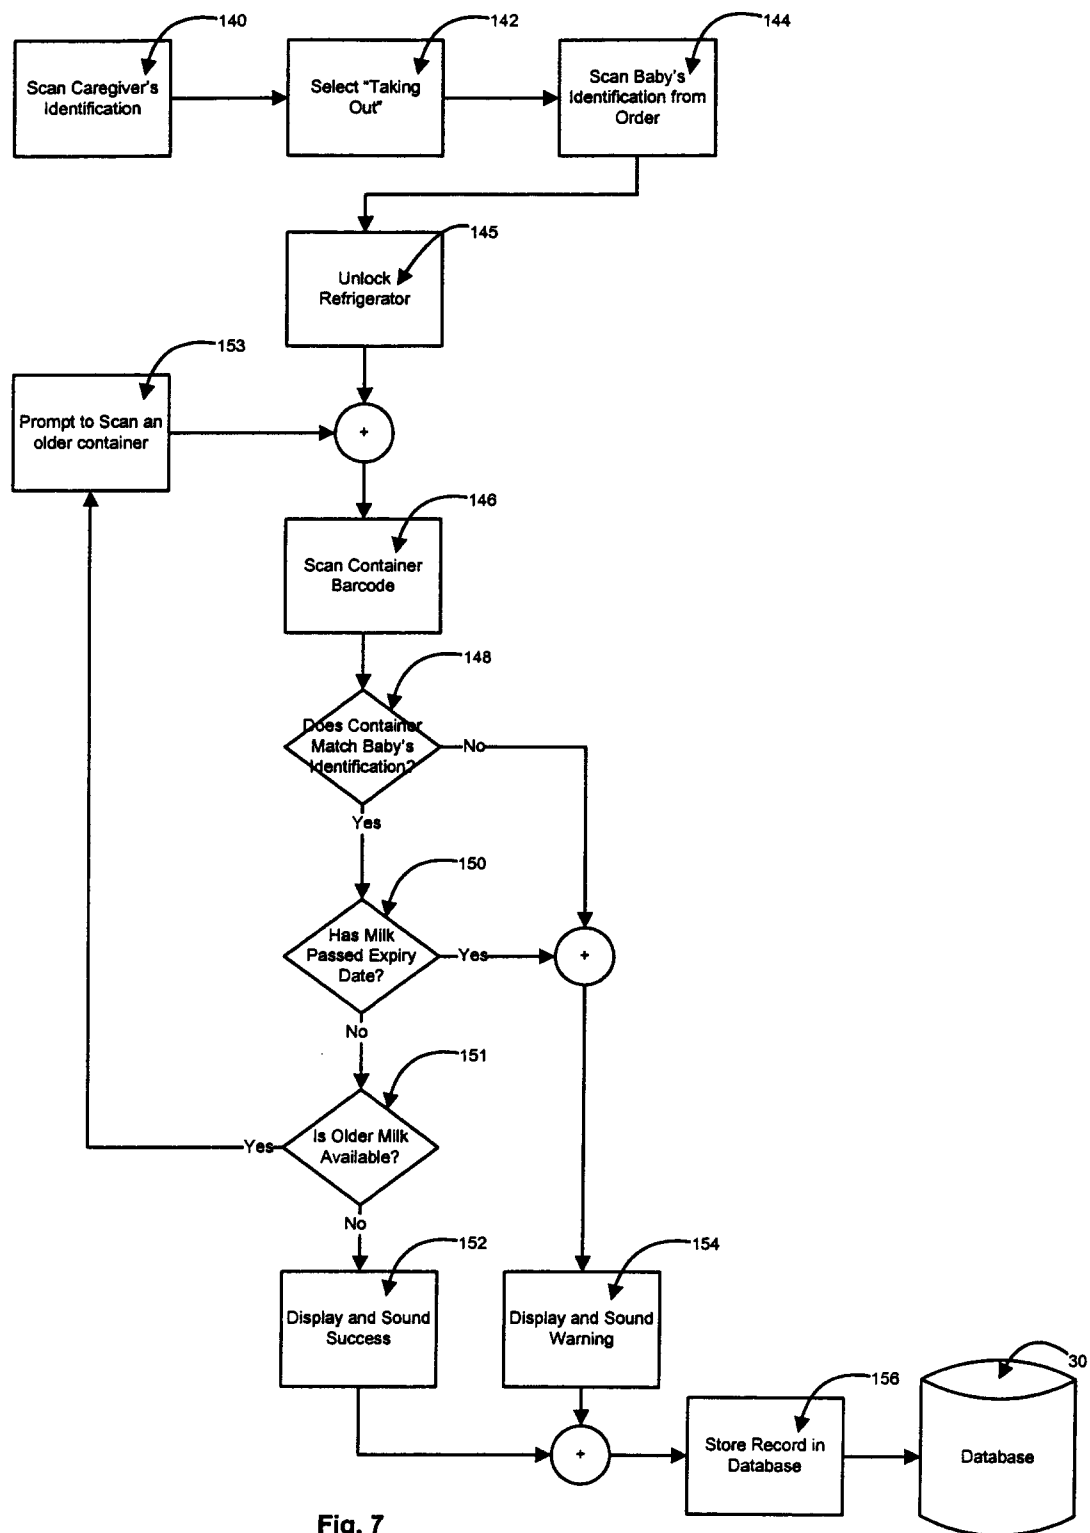 140
142
144
Scan Caregiver's
Identification
Select "Taking
Out"
Scan Baby's
Identification from
Order
145
Unlock
Refrigerator
153
Prompt to Scan an
older container
+
146
Scan Container
Barcode
148
Does Container
Match Baby's
Identification?
No
Yes
150
Has Milk
Passed Expiry
Date?
Yes
+
No
151
Is Older Milk
Available?
Yes
No
152
154
Display and Sound
Success
Display and Sound
Warning
30
156
+
Store Record in
Database
Database
Fig. 7